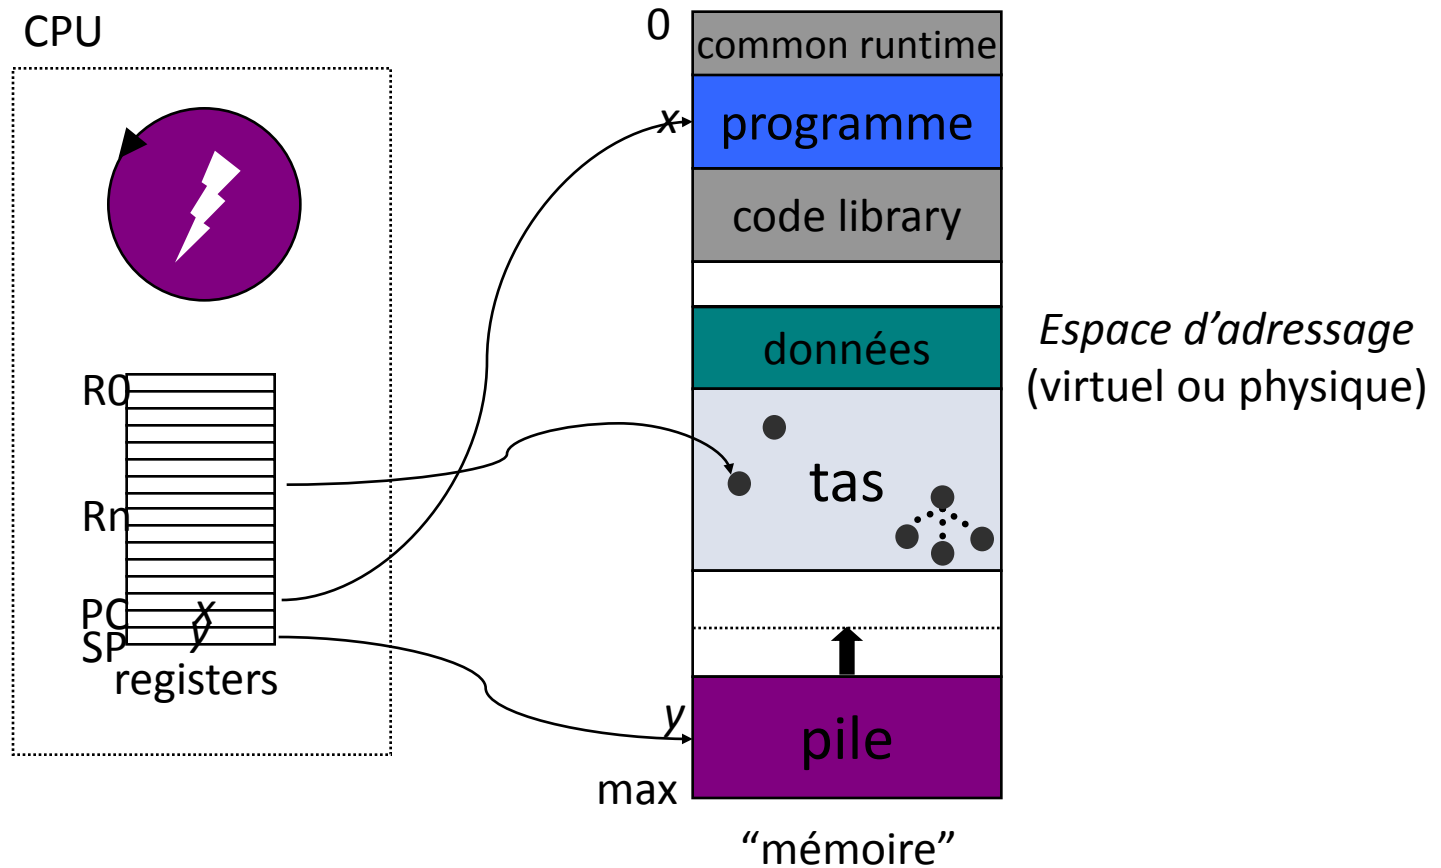 CPU
R0
Rn
PC
x
SP
y
registers
0
common runtime
x
programme
code library
données
tas
y
pile
max
“mémoire”
Espace d’adressage
(virtuel ou physique)